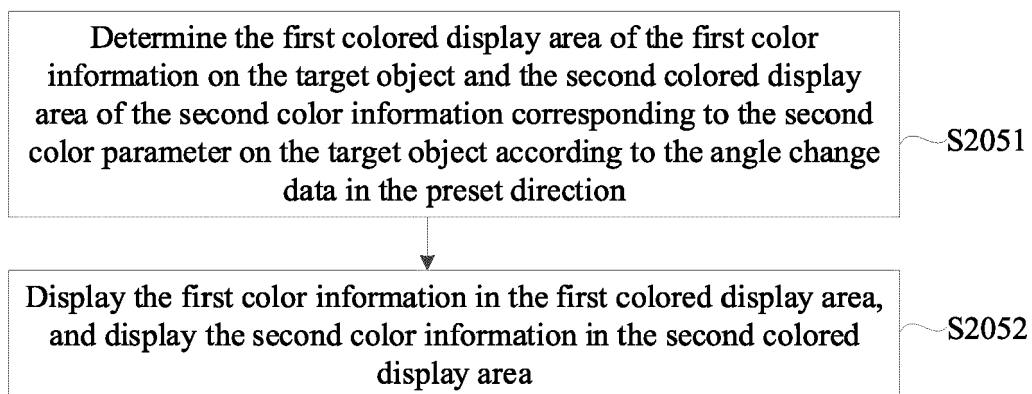 Determine the first colored display area of the first color
information on the target object and the second colored display
area of the second color information corresponding to the second
color parameter on the target object according to the angle change
data in the preset direction
S2051
Display the first color information in the first colored display area,
and display the second color information in the second colored
display area
S2052